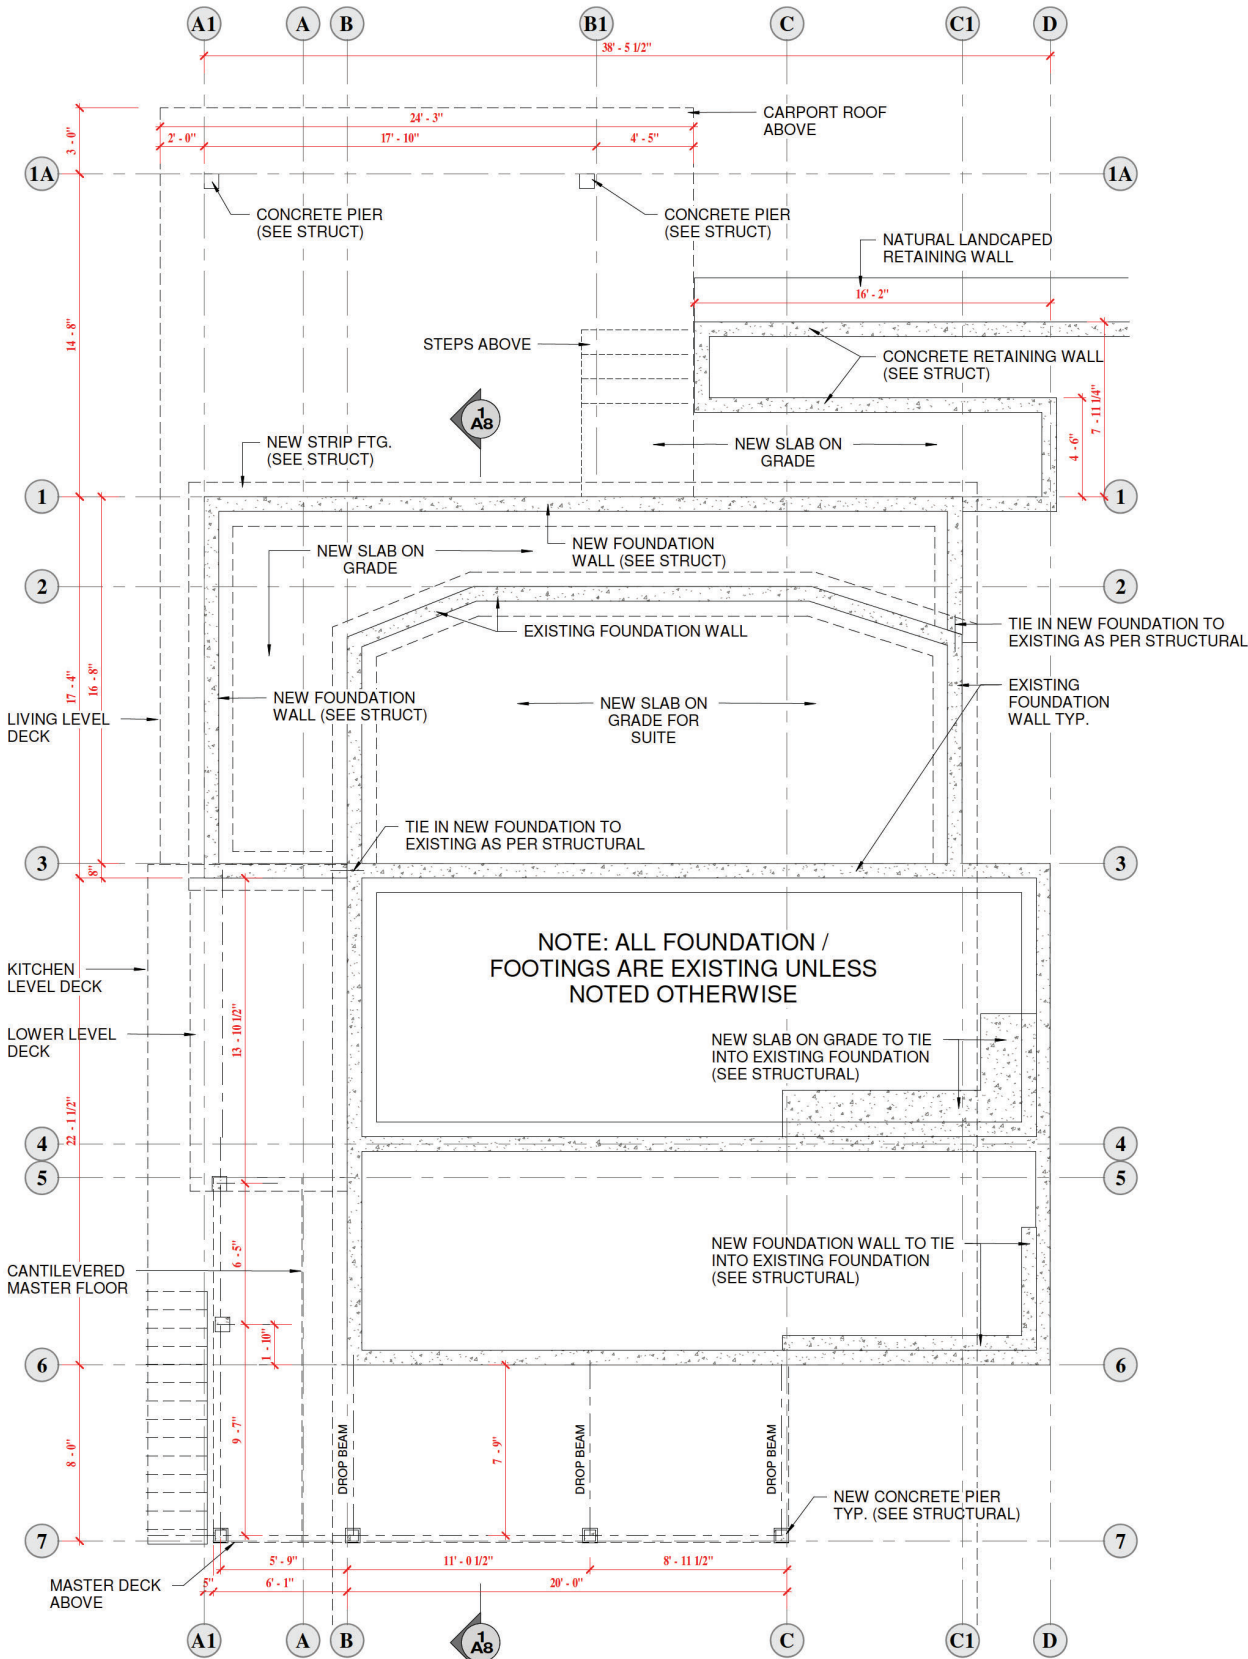 A1 A B B1 C C1 D
38' - 5 1/2"
CARPORT ROOF
ABOVE
24' - 3"
2' - 0" 17' - 10" 4' - 5"
3 - 0"
1A 1A
CONCRETE PIER
(SEE STRUCT)
CONCRETE PIER
(SEE STRUCT)
NATURAL LANDCAPED
RETAINING WALL
16' - 2"
14 - 8"
STEPS ABOVE
CONCRETE RETAINING WALL
(SEE STRUCT)
7 - 11 1/4"
4 - 6"
1
A8
NEW STRIP FTG.
(SEE STRUCT)
NEW SLAB ON
GRADE
1 1
NEW SLAB ON
GRADE
NEW FOUNDATION
WALL (SEE STRUCT)
2 2
EXISTING FOUNDATION WALL
TIE IN NEW FOUNDATION TO
EXISTING AS PER STRUCTURAL
17 - 4"
16 - 8"
NEW FOUNDATION
WALL (SEE STRUCT)
NEW SLAB ON
GRADE FOR
SUITE
EXISTING
FOUNDATION
WALL TYP.
LIVING LEVEL
DECK
TIE IN NEW FOUNDATION TO
EXISTING AS PER STRUCTURAL
3 3
8"
NOTE: ALL FOUNDATION /
FOOTINGS ARE EXISTING UNLESS
NOTED OTHERWISE
KITCHEN
LEVEL DECK
13 - 10 1/2"
LOWER LEVEL
DECK
NEW SLAB ON GRADE TO TIE
INTO EXISTING FOUNDATION
(SEE STRUCTURAL)
22 - 1 1/2"
4 4
5 5
6 - 5"
NEW FOUNDATION WALL TO TIE
INTO EXISTING FOUNDATION
(SEE STRUCTURAL)
CANTILEVERED
MASTER FLOOR
1 - 10"
6 6
8 - 0"
9 - 7"
DROP BEAM
7 - 9"
DROP BEAM
DROP BEAM
NEW CONCRETE PIER
TYP. (SEE STRUCTURAL)
7 7
5' - 9" 11' - 0 1/2" 8' - 11 1/2"
MASTER DECK
ABOVE
5" 6' - 1" 20' - 0"
A1 A B C C1 D
1
A8